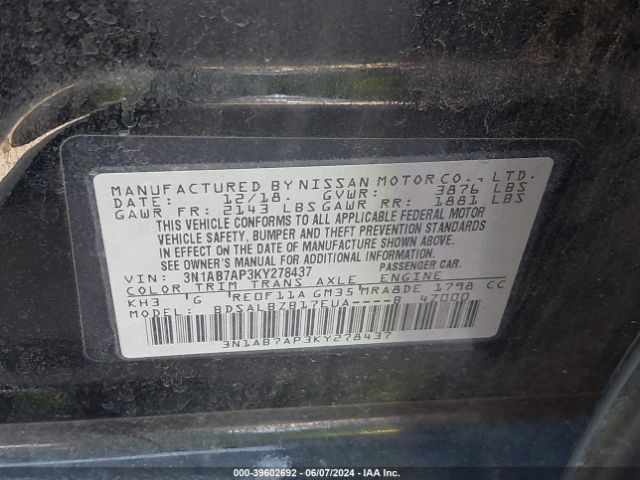 MANUFACTURED BY NISSAN MOTOR CO., LTD.
DATE: 12/18. GVWR: 3876 LBS
GAWR FR: 2143 LBS GAWR RR: 1881 LBS
THIS VEHICLE CONFORMS TO ALL APPLICABLE FEDERAL MOTOR
VEHICLE SAFETY, BUMPER AND THEFT PREVENTION STANDARDS
IN EFFECT ON THE DATE OF MANUFACTURE SHOWN ABOVE.
SEE OWNER'S MANUAL FOR ADDITIONAL INFORMATION.
VIN: 3N1AB7AP3KY278437 PASSENGER CAR.
COLOR TRIM TRANS AXLE ENGINE
KH3 G RE0F11A GM35 MRA8DE 1798 CC
MODEL: BDSALBZB17EUA----B 47000
3N1AB7AP3KY278437
000-39602692 - 06/07/2024 - IAA Inc.